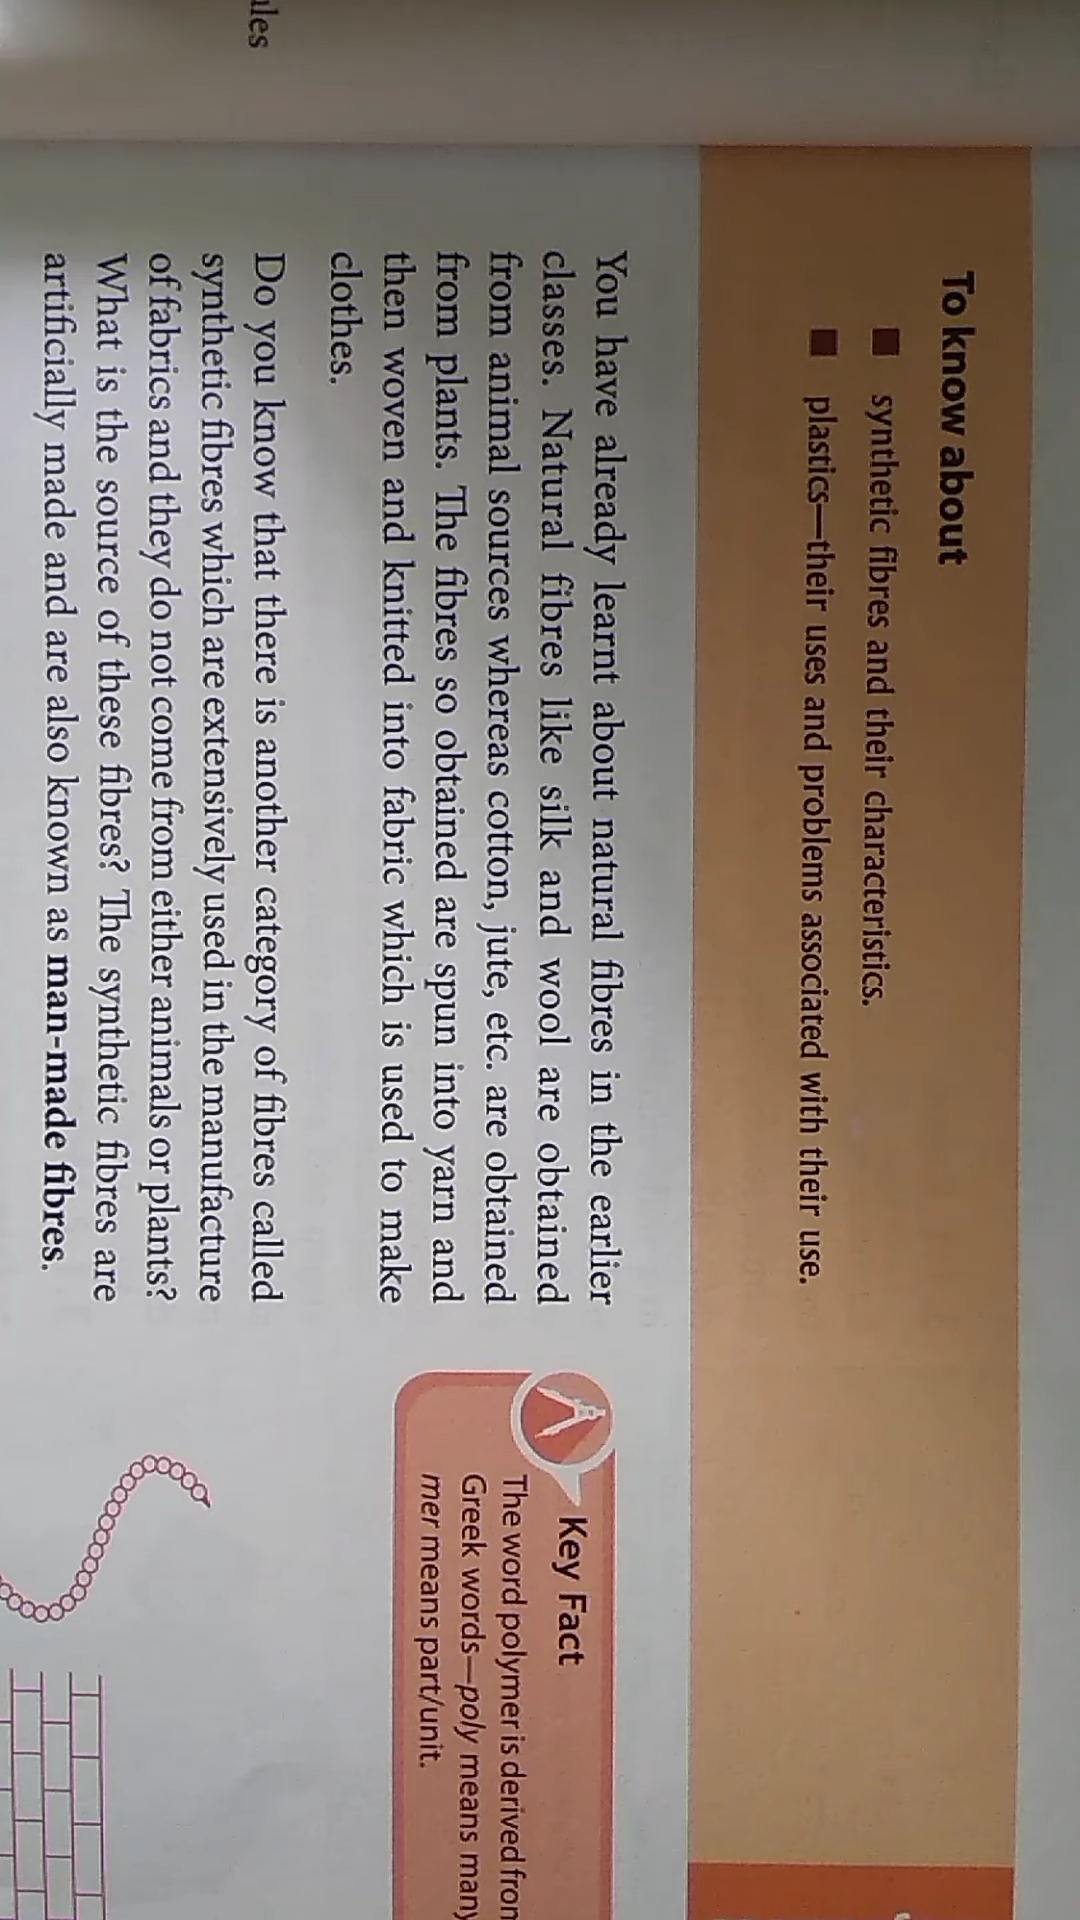 To know about
synthetic fibres and their characteristics.
plastics—their uses and problems associated with their use.
You have already learnt about natural fibres in the earlier
classes. Natural fibres like silk and wool are obtained
from animal sources whereas cotton, jute, etc. are obtained
from plants. The fibres so obtained are spun into yarn and
then woven and knitted into fabric which is used to make
clothes.
Do you know that there is another category of fibres called
synthetic fibres which are extensively used in the manufacture
of fabrics and they do not come from either animals or plants?
What is the source of these fibres? The synthetic fibres are
artificially made and are also known as man-made fibres.
Key Fact
The word polymer is derived from
Greek words—poly means many
mer means part/unit.